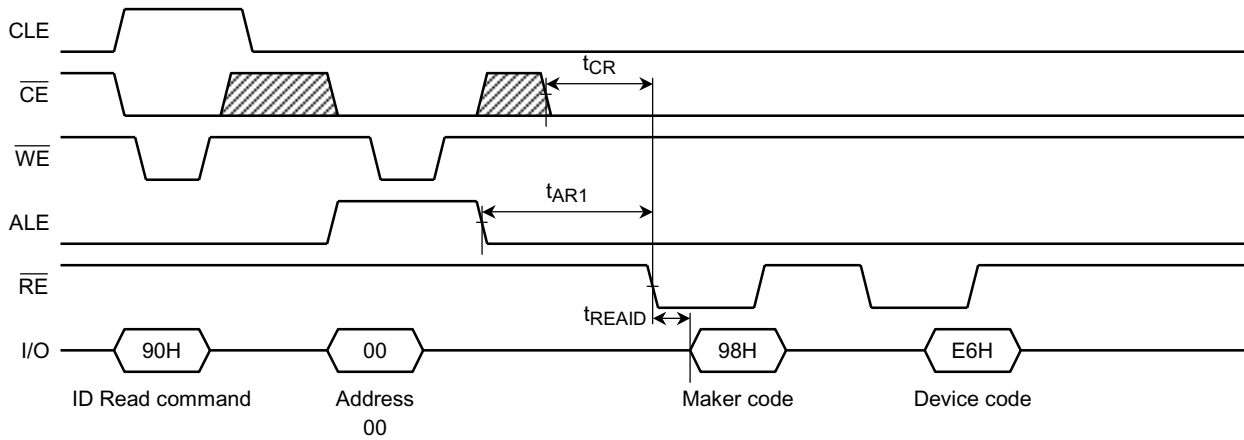 CLE
tCR
CE
WE
tAR1
ALE
RE
tREAID
I/O 90H 00 98H E6H
ID Read command Address Maker code Device code
00